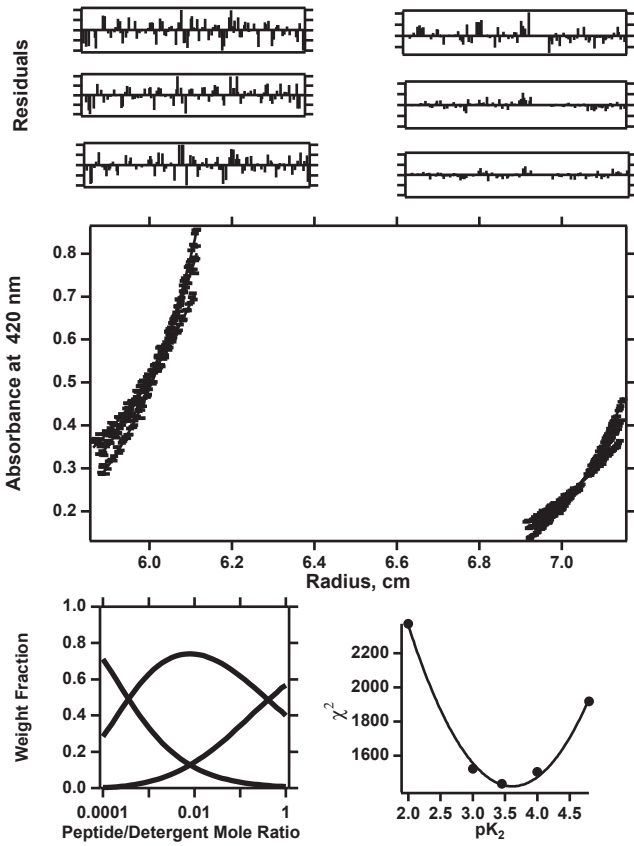 Residuals
Absorbance at 420 nm
0.8
0.7
0.6
0.5
0.4
0.3
0.2
6.0 6.2 6.4 6.6 6.8 7.0
Radius, cm
Weight Fraction
1.0
0.8
0.6
0.4
0.2
0.0
0.0001 0.01 1
Peptide/Detergent Mole Ratio
χ²
2200
2000
1800
1600
2.0 3.0 3.5 4.0 4.5
pK₂